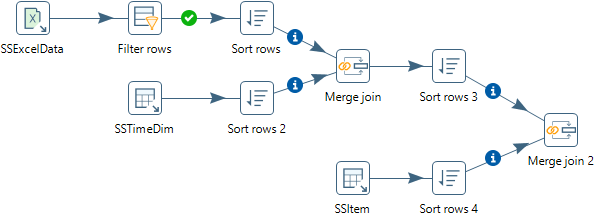 SSExcelData
Filter rows
Sort rows
Merge join
Sort rows 3
SSTimeDim
Sort rows 2
Merge join 2
SSItem
Sort rows 4